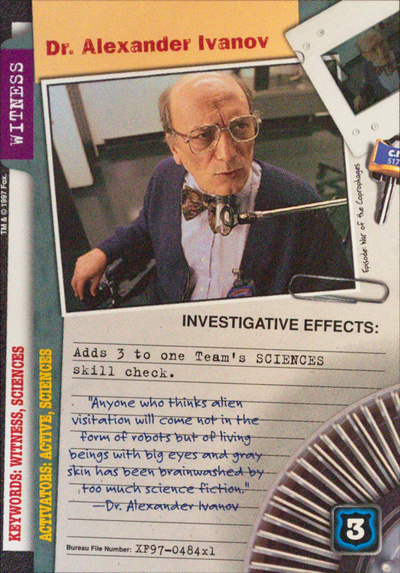 Dr. Alexander Ivanov
WITNESS
TM & © 1997 Fox.
C.I
517
Episode: War of the Coprophages
INVESTIGATIVE EFFECTS:
Adds 3 to one Team's SCIENCES
skill check.
"Anyone who thinks alien
visitation will come not in the
form of robots but of living
beings with big eyes and gray
skin has been brainwashed by
too much science fiction."
—Dr. Alexander Ivanov
KEYWORDS: WITNESS, SCIENCES
ACTIVATORS: ACTIVE, SCIENCES
Bureau File Number: XF97-0484x1
3